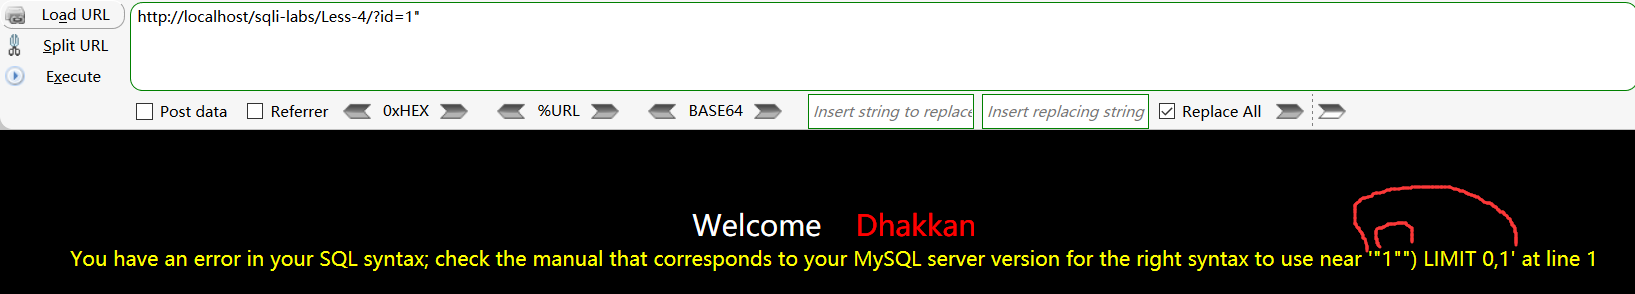 Load URL
http://localhost/sqli-labs/Less-4/?id=1"
Split URL
Execute
Post data Referrer 0xHEX %URL BASE64 Insert string to replace Insert replacing string Replace All
Welcome Dhakkan
You have an error in your SQL syntax; check the manual that corresponds to your MySQL server version for the right syntax to use near '"1"") LIMIT 0,1' at line 1